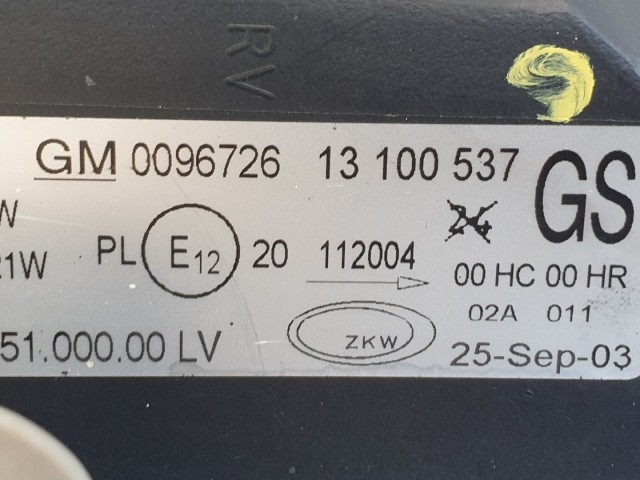 RV
GM 0096726 13 100 537 GS
W 24
21W PL E12 20 112004 00 HC 00 HR
02A 011
51.000.00 LV ZKW 25-Sep-03